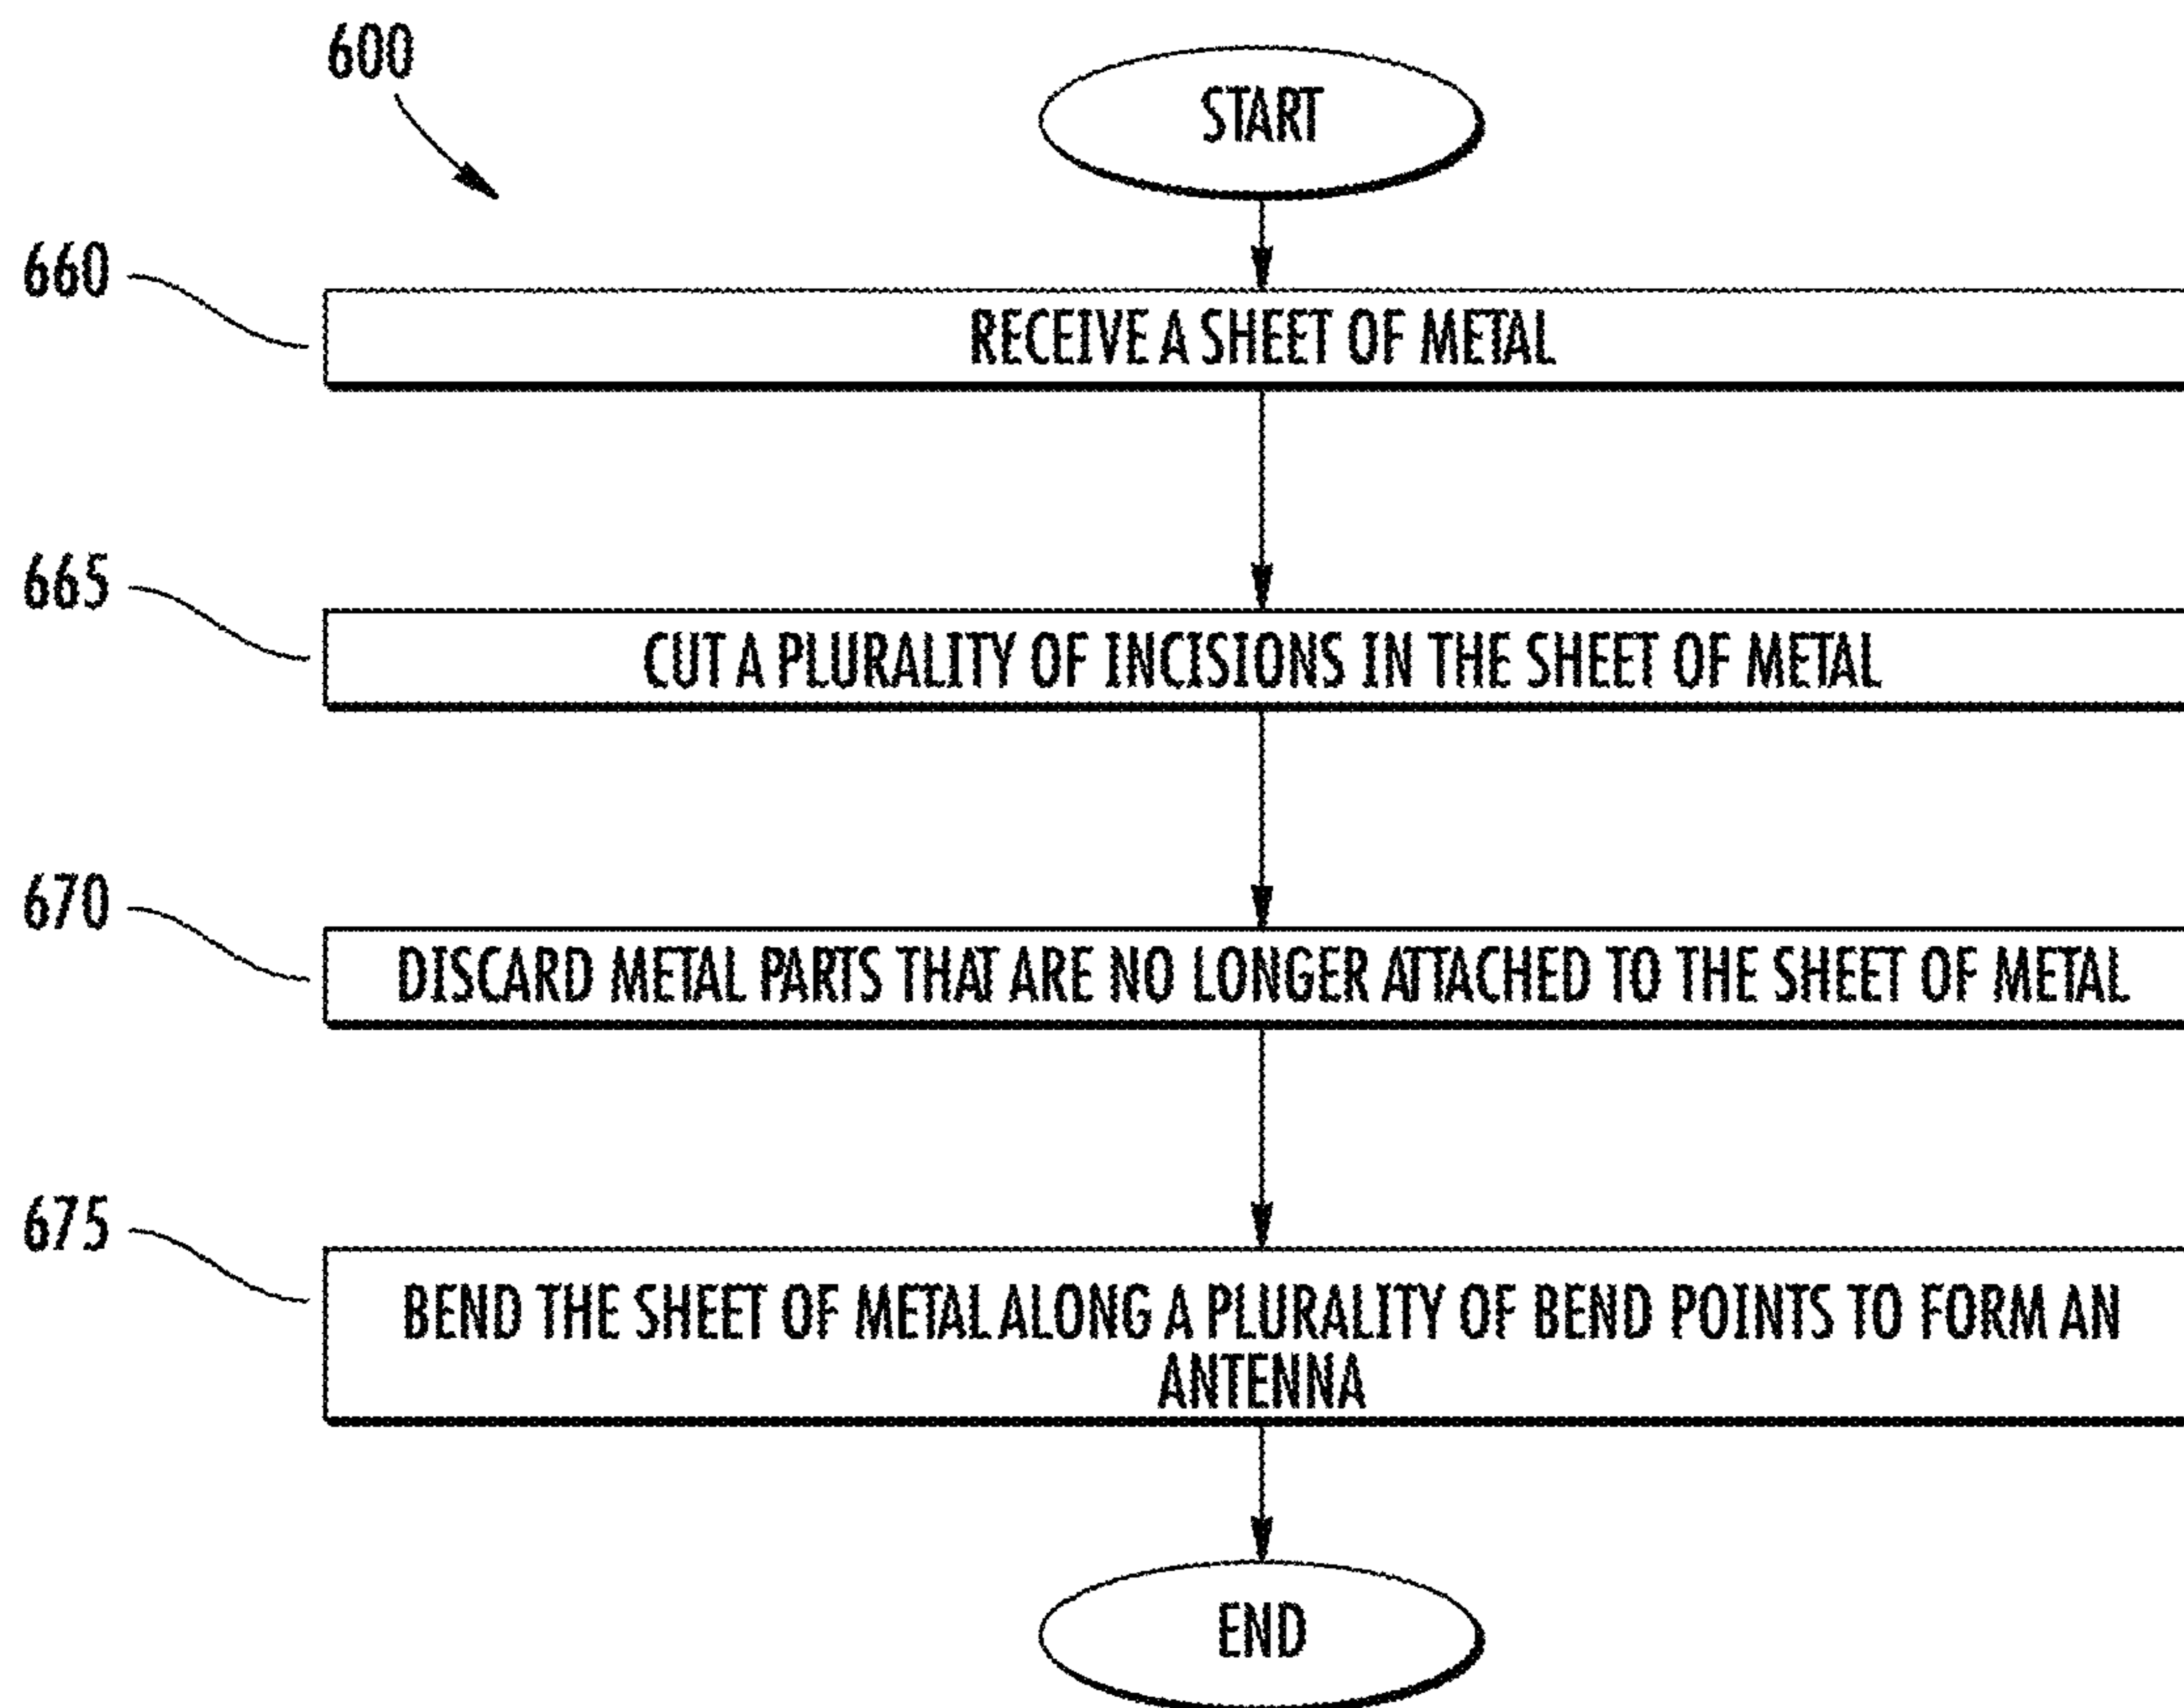 600
START
660
RECEIVE A SHEET OF METAL
665
CUT A PLURALITY OF INCISIONS IN THE SHEET OF METAL
670
DISCARD METAL PARTS THAT ARE NO LONGER ATTACHED TO THE SHEET OF METAL
675
BEND THE SHEET OF METAL ALONG A PLURALITY OF BEND POINTS TO FORM AN
ANTENNA
END